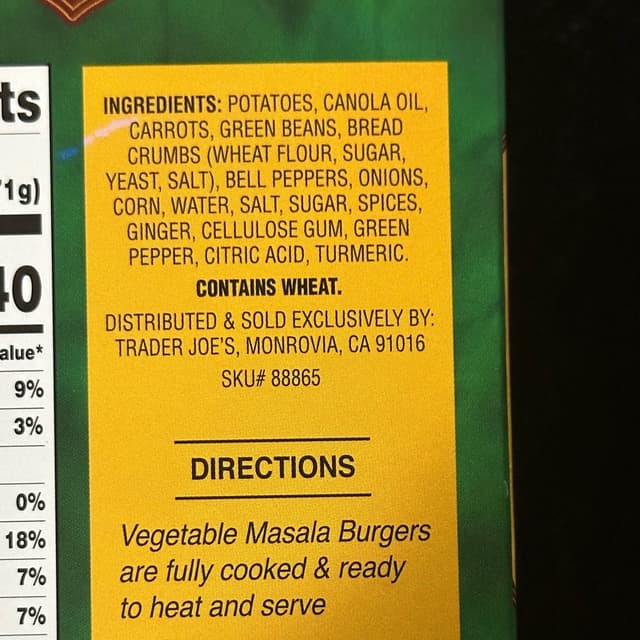 ts
1g)
40
alue*
9%
3%
0%
18%
7%
7%
INGREDIENTS: POTATOES, CANOLA OIL,
CARROTS, GREEN BEANS, BREAD
CRUMBS (WHEAT FLOUR, SUGAR,
YEAST, SALT), BELL PEPPERS, ONIONS,
CORN, WATER, SALT, SUGAR, SPICES,
GINGER, CELLULOSE GUM, GREEN
PEPPER, CITRIC ACID, TURMERIC.
CONTAINS WHEAT.
DISTRIBUTED & SOLD EXCLUSIVELY BY:
TRADER JOE'S, MONROVIA, CA 91016
SKU# 88865
DIRECTIONS
Vegetable Masala Burgers
are fully cooked & ready
to heat and serve